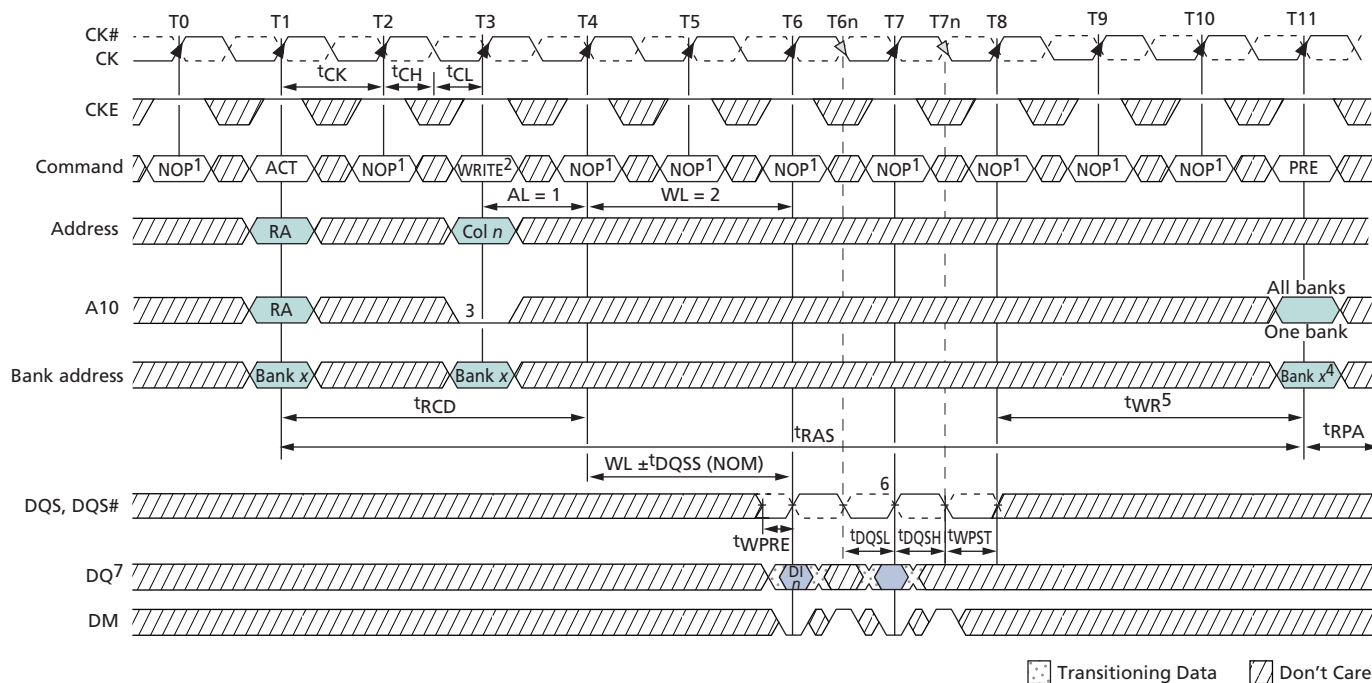 T0 T1 T2 T3 T4 T5 T6 T6n T7 T7n T8 T9 T10 T11
CK#
CK
tCK tCH tCL
CKE
Command NOP1 ACT NOP1 WRITE2 NOP1 NOP1 NOP1 NOP1 NOP1 NOP1 NOP1 PRE
AL = 1 WL = 2
Address RA Col n
All banks
A10 RA 3
One bank
Bank address Bank x Bank x Bank x4
tRCD tWR5
tRAS tRPA
WL ±tDQSS (NOM)
6
DQS, DQS#
tWPRE tDQSL tDQSH tWPST
DQ7 DI
n
DM
Transitioning Data Don't Care